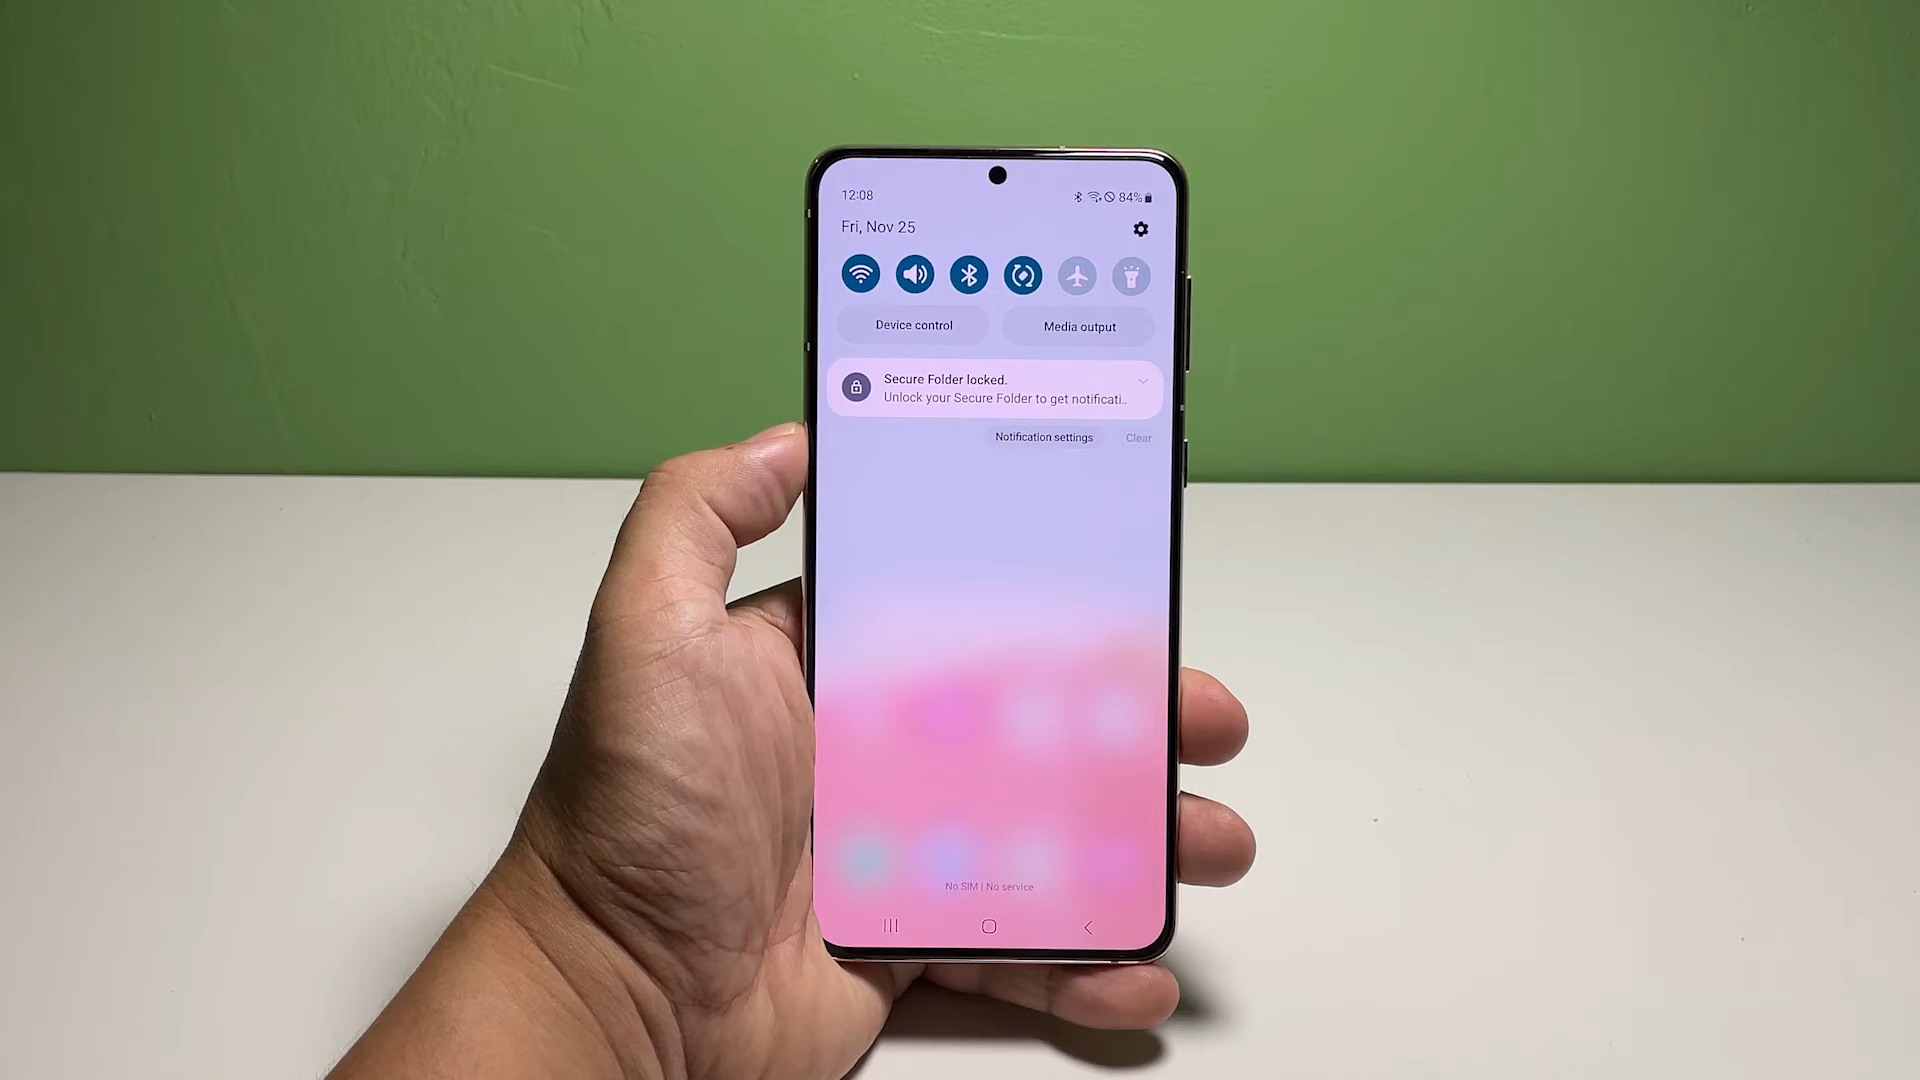 12:08
84%
Fri, Nov 25
Device control
Media output
Secure Folder locked.
Unlock your Secure Folder to get notificati..
Notification settings
Clear
No SIM | No service